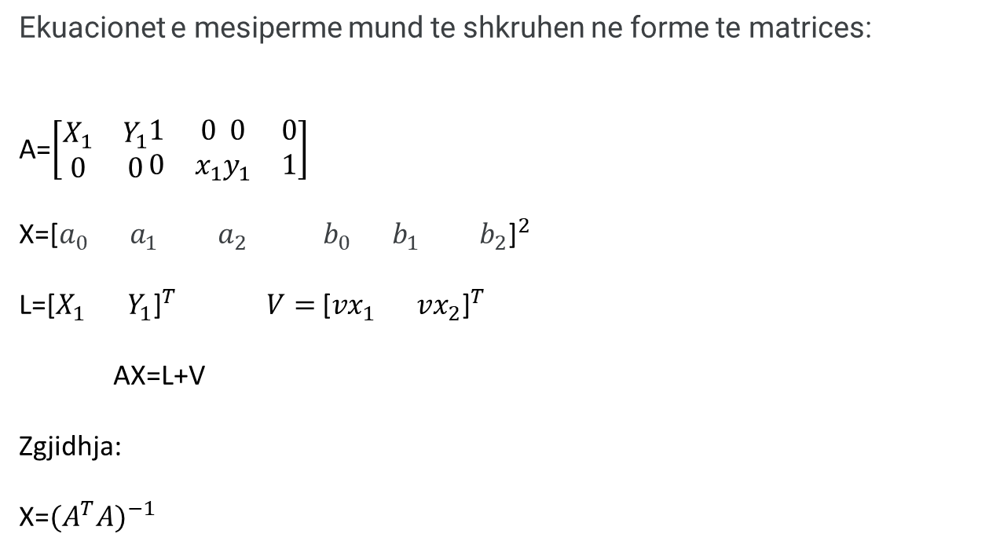 Ekuacionet e mesiperme mund te shkruhen ne forme te matrices:
A=[X₁ Y₁ 1 0 0 0
0 0 0 x₁ y₁ 1]
X=[a₀ a₁ a₂ b₀ b₁ b₂]²
L=[X₁ Y₁]ᵀ V = [vx₁ vx₂]ᵀ
AX=L+V
Zgjidhja:
X=(AᵀA)⁻¹